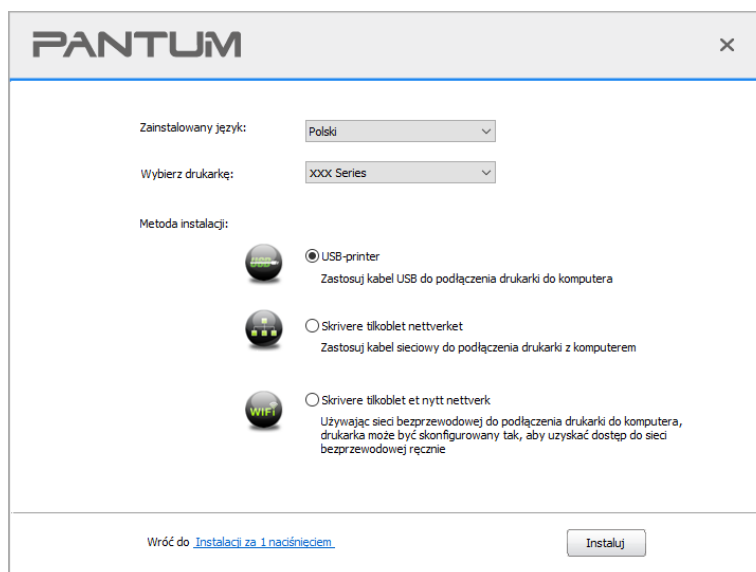 PANTUM
Zainstalowany język:
Polski
Wybierz drukarkę:
XXX Series
Metoda instalacji:
USB
USB-printer
Zastosuj kabel USB do podłączenia drukarki do komputera
Skrivere tilkoblet nettverket
Zastosuj kabel sieciowy do podłączenia drukarki z komputerem
WiFi
Skrivere tilkoblet et nytt nettverk
Używając sieci bezprzewodowej do podłączenia drukarki do komputera,
drukarka może być skonfigurowany tak, aby uzyskać dostęp do sieci
bezprzewodowej ręcznie
Wróć do Instalacji za 1 naciśnięciem
Instaluj